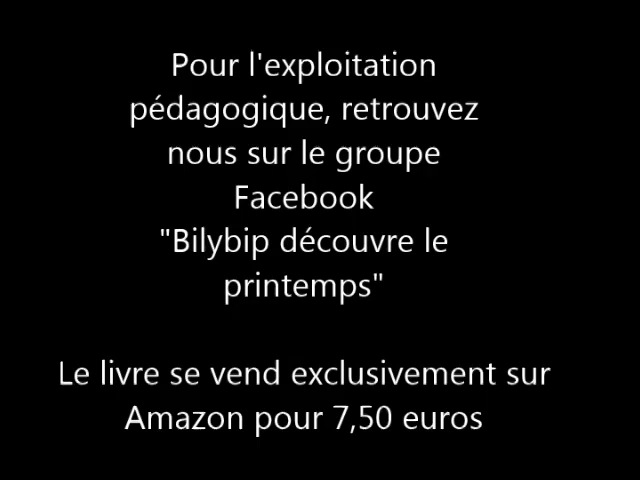 Pour l'exploitation
pédagogique, retrouvez
nous sur le groupe
Facebook
"Bilybip découvre le
printemps"
Le livre se vend exclusivement sur
Amazon pour 7,50 euros